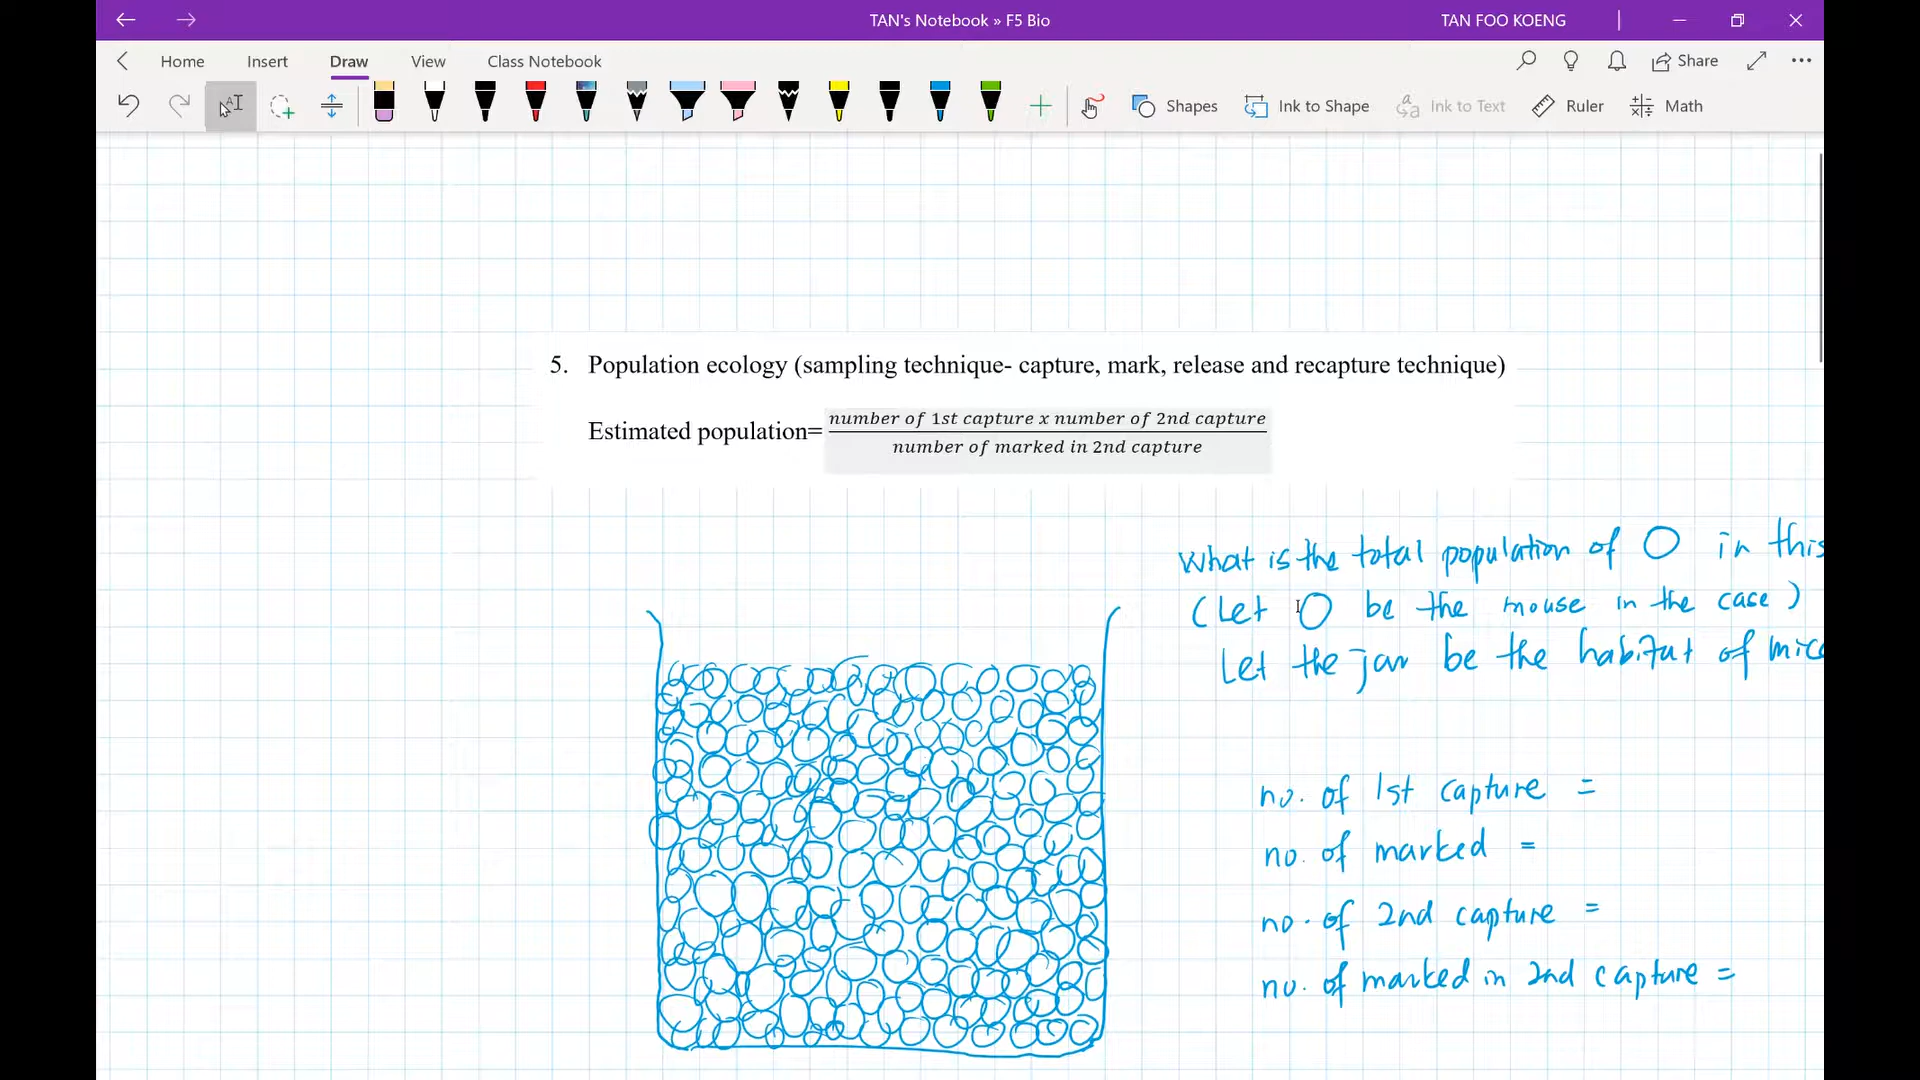 TAN's Notebook » F5 Bio
TAN FOO KOENG
Home Insert Draw View Class Notebook
Share
Shapes Ink to Shape Ink to Text Ruler Math
5. Population ecology (sampling technique- capture, mark, release and recapture technique)
Estimated population= number of 1st capture x number of 2nd capture
number of marked in 2nd capture
What is the total population of O in this
(Let O be the mouse in the case)
Let the jar be the habitat of mice
no. of 1st capture =
no. of marked =
no. of 2nd capture =
no. of marked in 2nd capture =